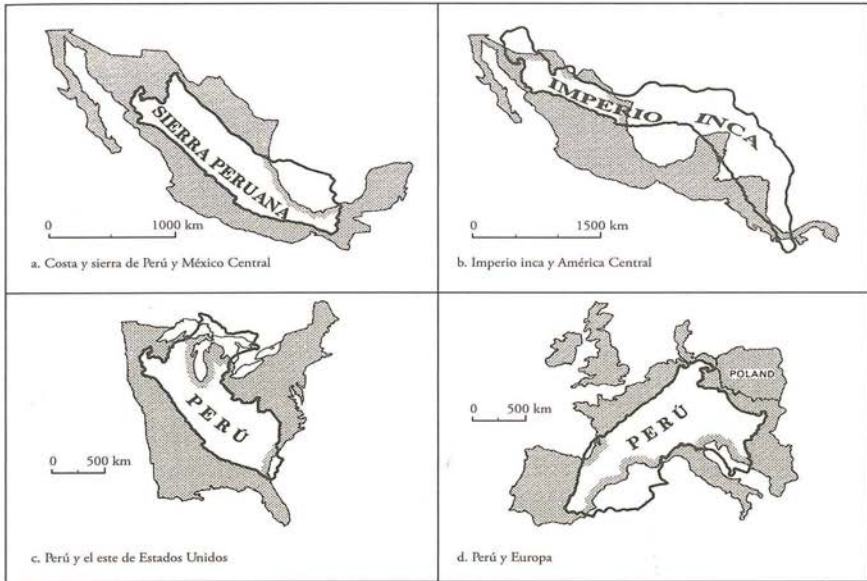 SIERRA PERUANA
0 1000 km
a. Costa y sierra de Perú y México Central
IMPERIO INCA
0 1500 km
b. Imperio inca y América Central
PERÚ
0 500 km
c. Perú y el este de Estados Unidos
POLAND
PERÚ
0 500 km
d. Perú y Europa